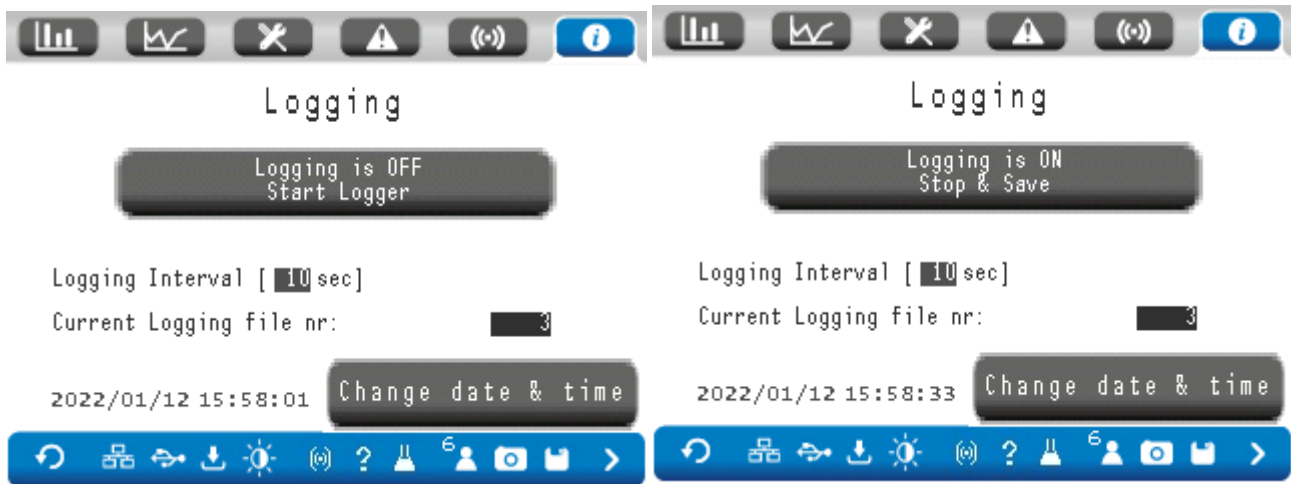 Logging
Logging is OFF
Start Logger
Logging Interval [ 10 sec]
Current Logging file nr: 3
2022/01/12 15:58:01
Change date & time
6
Logging
Logging is ON
Stop & Save
Logging Interval [ 10 sec]
Current Logging file nr: 3
2022/01/12 15:58:33
Change date & time
6